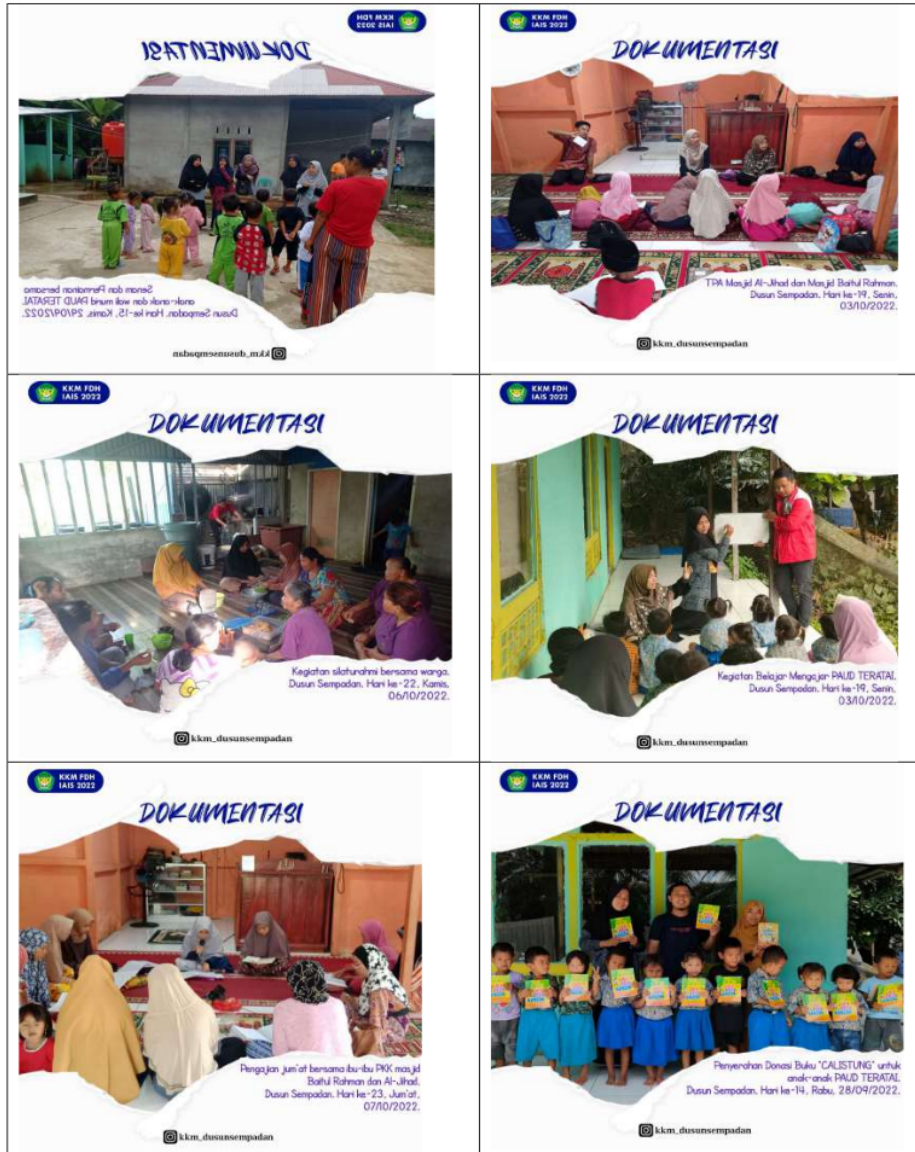 KKM FDH
IAIS 2022
DOKUMENTASI
Senam dan Permainan bersama
anak-anak dan wali murid PAUD TERATAI.
Dusun Sempadan. Hari ke-15, Kamis, 29/09/2022.
kkm_dusunsempadan
KKM FDH
IAIS 2022
DOKUMENTASI
TPA Masjid Al-Jihad dan Masjid Baitul Rahman.
Dusun Sempadan. Hari ke-19, Senin,
03/10/2022.
kkm_dusunsempadan
KKM FDH
IAIS 2022
DOKUMENTASI
Kegiatan silaturahmi bersama warga.
Dusun Sempadan. Hari ke-22, Kamis,
06/10/2022.
kkm_dusunsempadan
KKM FDH
IAIS 2022
DOKUMENTASI
Kegiatan Belajar Mengajar PAUD TERATAI.
Dusun Sempadan. Hari ke-19, Senin,
03/10/2022.
kkm_dusunsempadan
KKM FDH
IAIS 2022
DOKUMENTASI
Pengajian jum'at bersama ibu-ibu PKK masjid
Baitul Rahman dan Al-Jihad.
Dusun Sempadan. Hari ke-23, Jum'at,
07/10/2022.
kkm_dusunsempadan
KKM FDH
IAIS 2022
DOKUMENTASI
Penyerahan Donasi Buku "CALISTUNG" untuk
anak-anak PAUD TERATAI.
Dusun Sempadan. Hari ke-14, Rabu, 28/09/2022.
kkm_dusunsempadan